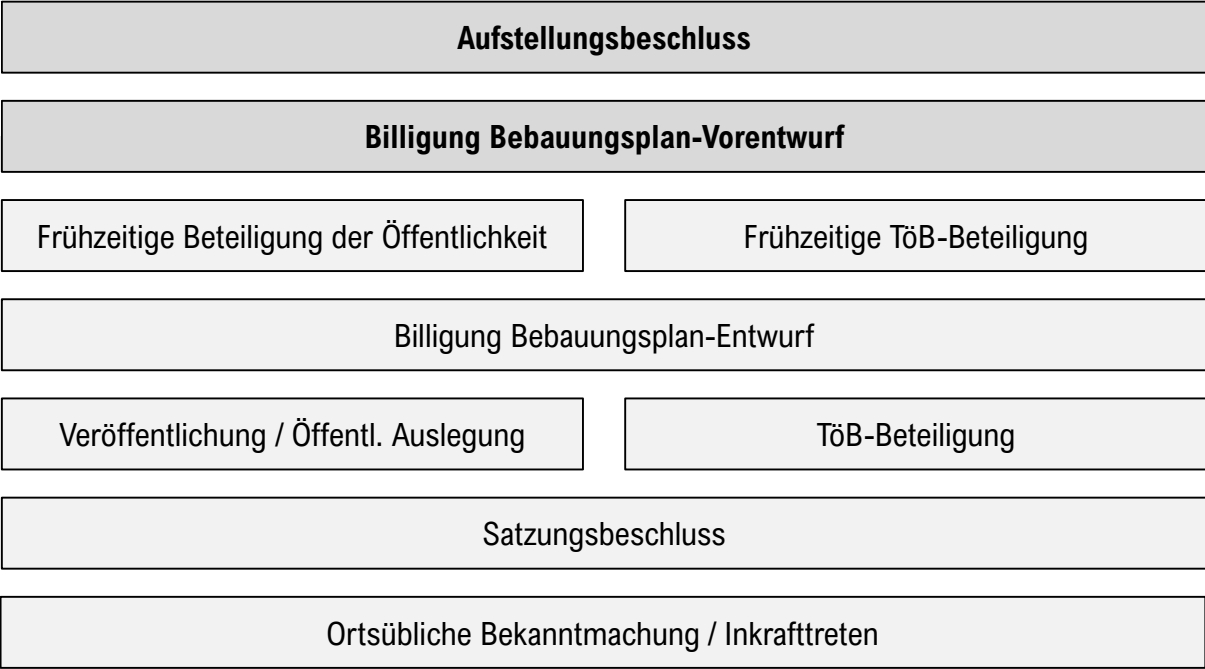 Aufstellungsbeschluss
Billigung Bebauungsplan-Vorentwurf
Frühzeitige Beteiligung der Öffentlichkeit
Frühzeitige TöB-Beteiligung
Billigung Bebauungsplan-Entwurf
Veröffentlichung / Öffentl. Auslegung
TöB-Beteiligung
Satzungsbeschluss
Ortsübliche Bekanntmachung / Inkrafttreten